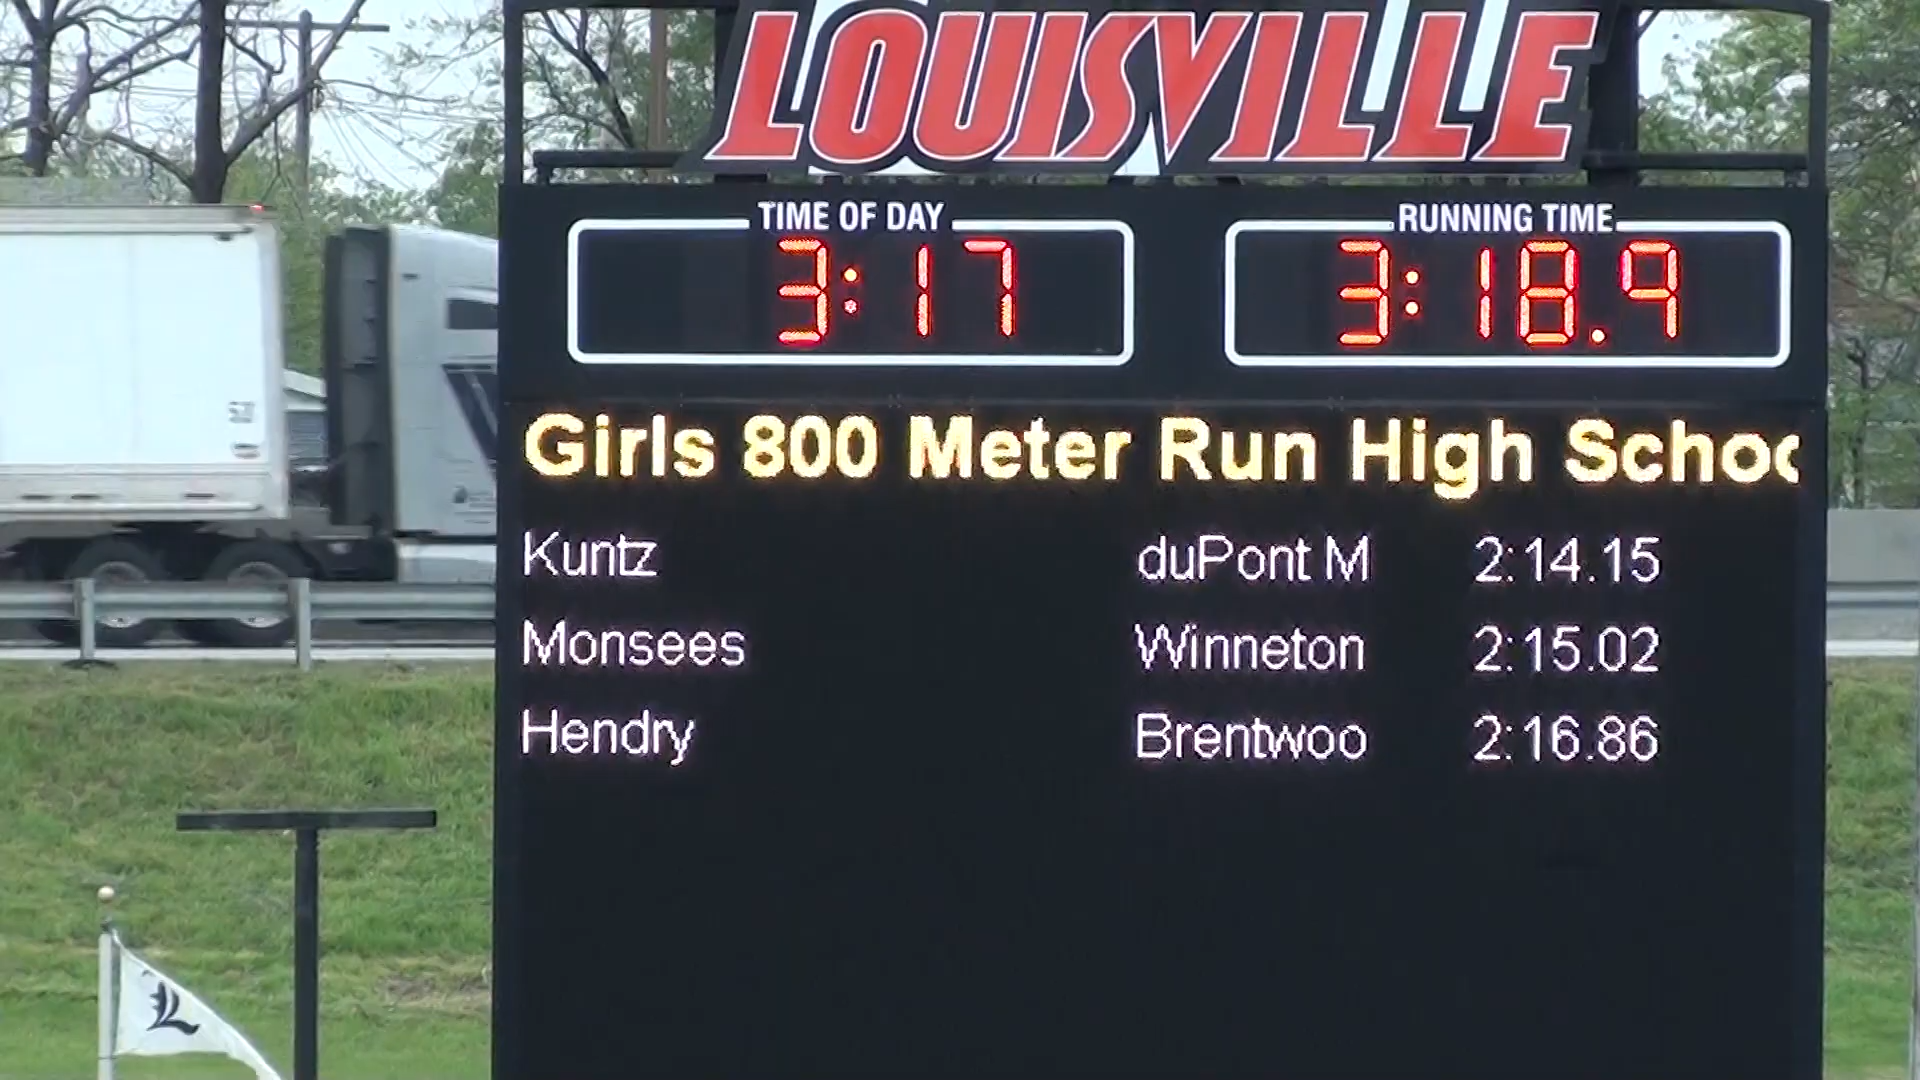 LOUISVILLE
TIME OF DAY RUNNING TIME
3:17 3:18.9
Girls 800 Meter Run High Schoo
Kuntz duPont M 2:14.15
Monsees Winneton 2:15.02
Hendry Brentwoo 2:16.86
L